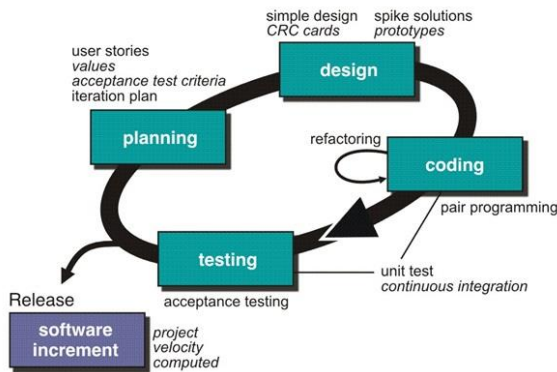 simple design
CRC cards
spike solutions
prototypes
design
user stories
values
acceptance test criteria
iteration plan
planning
refactoring
coding
pair programming
testing
acceptance testing
unit test
continuous integration
Release
software
increment
project
velocity
computed